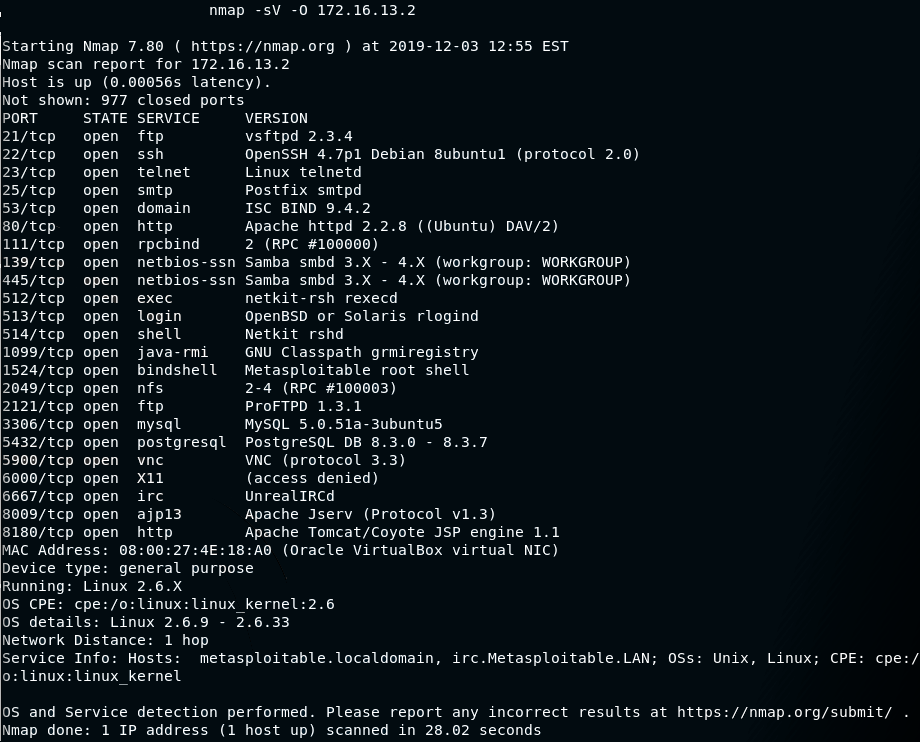 nmap -sV -O 172.16.13.2
Starting Nmap 7.80 ( https://nmap.org ) at 2019-12-03 12:55 EST
Nmap scan report for 172.16.13.2
Host is up (0.00056s latency).
Not shown: 977 closed ports
PORT     STATE SERVICE     VERSION
21/tcp   open  ftp         vsftpd 2.3.4
22/tcp   open  ssh         OpenSSH 4.7p1 Debian 8ubuntu1 (protocol 2.0)
23/tcp   open  telnet      Linux telnetd
25/tcp   open  smtp        Postfix smtpd
53/tcp   open  domain      ISC BIND 9.4.2
80/tcp   open  http        Apache httpd 2.2.8 ((Ubuntu) DAV/2)
111/tcp  open  rpcbind     2 (RPC #100000)
139/tcp  open  netbios-ssn Samba smbd 3.X - 4.X (workgroup: WORKGROUP)
445/tcp  open  netbios-ssn Samba smbd 3.X - 4.X (workgroup: WORKGROUP)
512/tcp  open  exec        netkit-rsh rexecd
513/tcp  open  login       OpenBSD or Solaris rlogind
514/tcp  open  shell       Netkit rshd
1099/tcp open  java-rmi    GNU Classpath grmiregistry
1524/tcp open  bindshell   Metasploitable root shell
2049/tcp open  nfs         2-4 (RPC #100003)
2121/tcp open  ftp         ProFTPD 1.3.1
3306/tcp open  mysql       MySQL 5.0.51a-3ubuntu5
5432/tcp open  postgresql  PostgreSQL DB 8.3.0 - 8.3.7
5900/tcp open  vnc         VNC (protocol 3.3)
6000/tcp open  X11         (access denied)
6667/tcp open  irc         UnrealIRCd
8009/tcp open  ajp13       Apache Jserv (Protocol v1.3)
8180/tcp open  http        Apache Tomcat/Coyote JSP engine 1.1
MAC Address: 08:00:27:4E:18:A0 (Oracle VirtualBox virtual NIC)
Device type: general purpose
Running: Linux 2.6.X
OS CPE: cpe:/o:linux:linux_kernel:2.6
OS details: Linux 2.6.9 - 2.6.33
Network Distance: 1 hop
Service Info: Hosts:  metasploitable.localdomain, irc.Metasploitable.LAN; OSs: Unix, Linux; CPE: cpe:/
o:linux:linux_kernel
OS and Service detection performed. Please report any incorrect results at https://nmap.org/submit/ .
Nmap done: 1 IP address (1 host up) scanned in 28.02 seconds